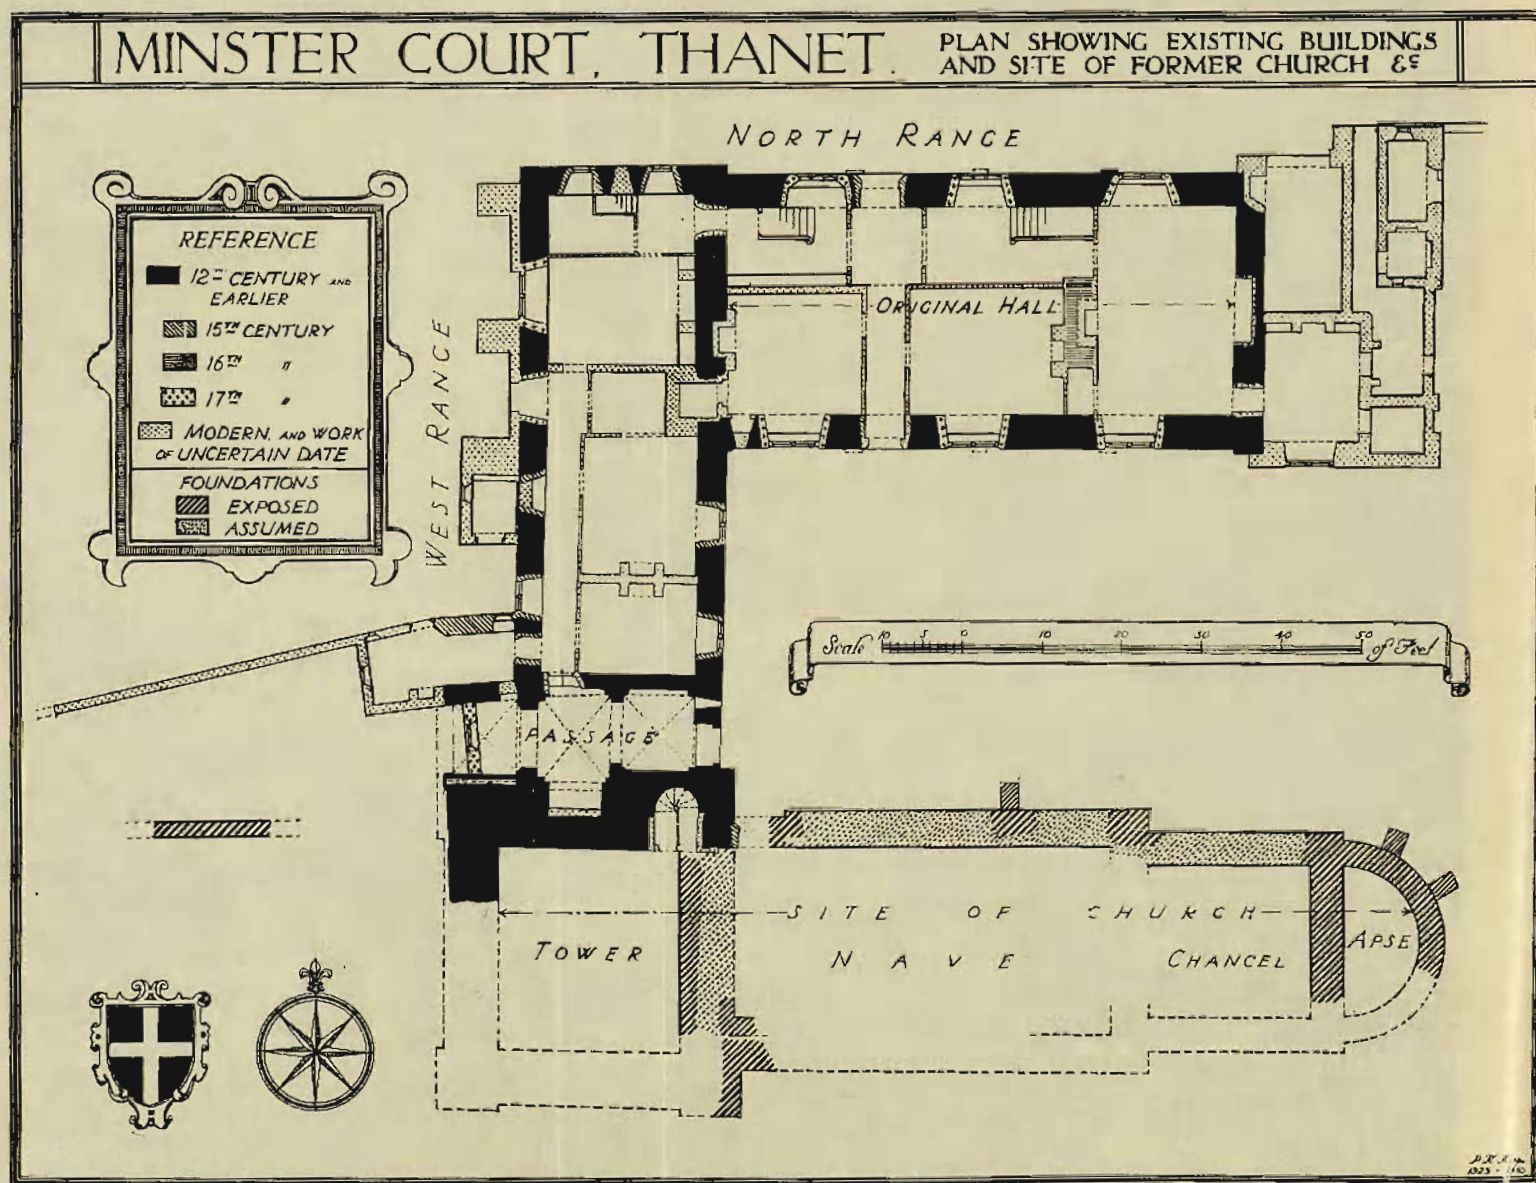 MINSTER COURT, THANET.
PLAN SHOWING EXISTING BUILDINGS
AND SITE OF FORMER CHURCH &c
NORTH RANGE
REFERENCE
12TH CENTURY AND
EARLIER
15TH CENTURY
16TH "
17TH "
MODERN, AND WORK
OF UNCERTAIN DATE
FOUNDATIONS
EXPOSED
ASSUMED
WEST RANGE
ORIGINAL HALL
Scale 10 5 0 10 20 30 40 50 of Feet
PASSAGE
SITE OF CHURCH
TOWER
NAVE
CHANCEL
APSE